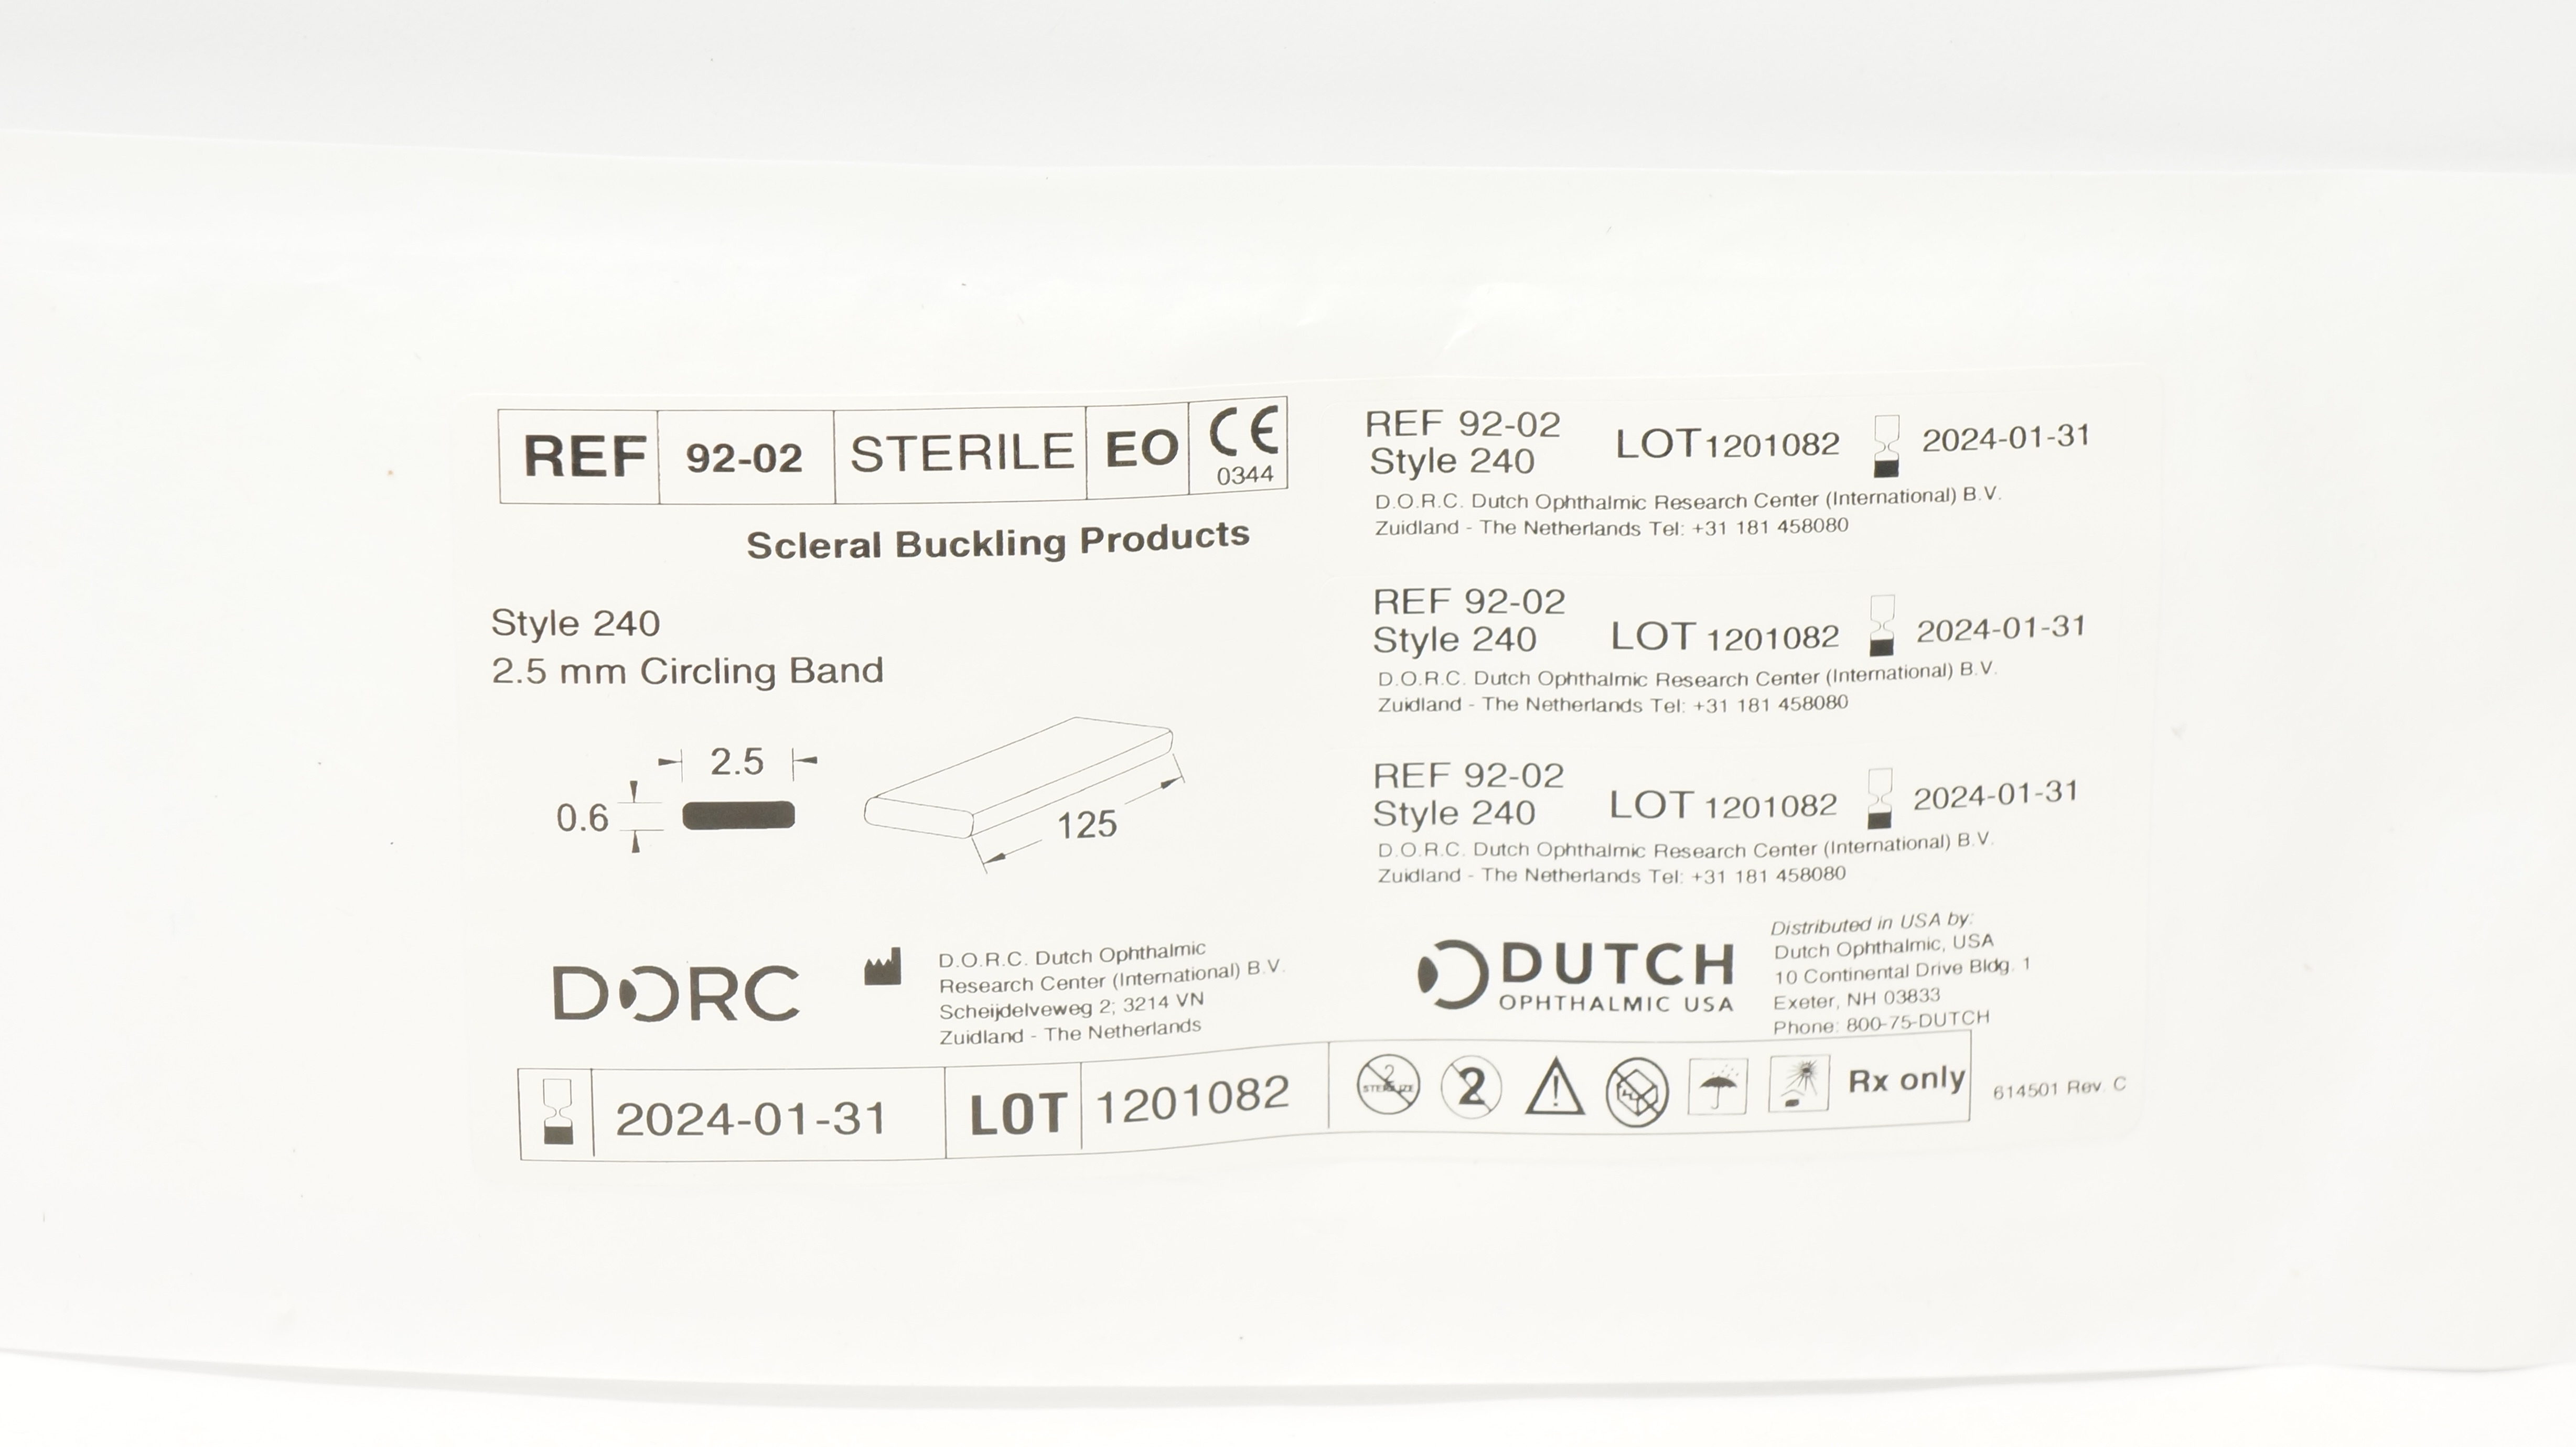 REF 92-02 STERILE EO CE
0344
Scleral Buckling Products
Style 240
2.5 mm Circling Band
2.5
0.6
125
DORC
D.O.R.C. Dutch Ophthalmic
Research Center (International) B.V.
Scheijdelveweg 2; 3214 VN
Zuidland - The Netherlands
REF 92-02
Style 240
LOT 1201082 2024-01-31
D.O.R.C. Dutch Ophthalmic Research Center (International) B.V.
Zuidland - The Netherlands Tel: +31 181 458080
REF 92-02
Style 240
LOT 1201082 2024-01-31
D.O.R.C. Dutch Ophthalmic Research Center (International) B.V.
Zuidland - The Netherlands Tel: +31 181 458080
REF 92-02
Style 240
LOT 1201082 2024-01-31
D.O.R.C. Dutch Ophthalmic Research Center (International) B.V.
Zuidland - The Netherlands Tel: +31 181 458080
DUTCH
OPHTHALMIC USA
Distributed in USA by:
Dutch Ophthalmic, USA
10 Continental Drive Bldg. 1
Exeter, NH 03833
Phone: 800-75-DUTCH
2024-01-31 LOT 1201082
2
STERILIZE
2
!
Rx only
614501 Rev. C